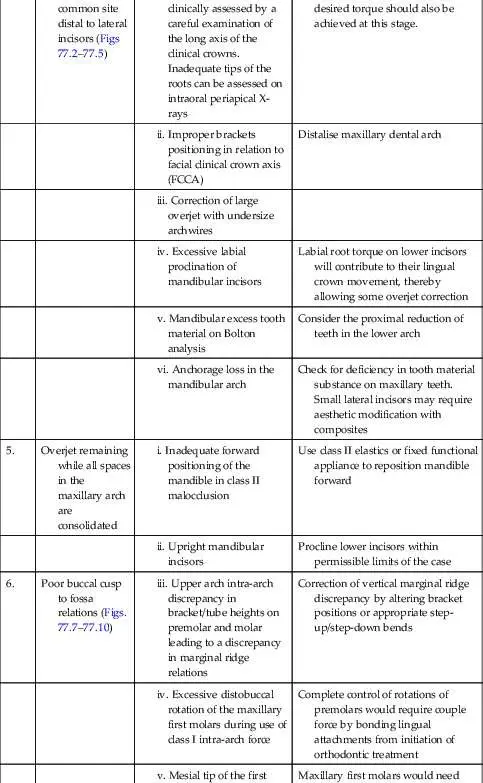 common site
distal to lateral
incisors (Figs
77.2–77.5)
clinically assessed by a
careful examination of
the long axis of the
clinical crowns.
Inadequate tips of the
roots can be assessed on
intraoral periapical X-
rays
desired torque should also be
achieved at this stage.
ii. Improper brackets
positioning in relation to
facial clinical crown axis
(FCCA)
Distalise maxillary dental arch
iii. Correction of large
overjet with undersize
archwires
iv. Excessive labial
proclination of
mandibular incisors
Labial root torque on lower incisors
will contribute to their lingual
crown movement, thereby
allowing some overjet correction
v. Mandibular excess tooth
material on Bolton
analysis
Consider the proximal reduction of
teeth in the lower arch
vi. Anchorage loss in the
mandibular arch
Check for deficiency in tooth material
substance on maxillary teeth.
Small lateral incisors may require
aesthetic modification with
composites
5.
Overjet remaining
while all spaces
in the
maxillary arch
are
consolidated
i. Inadequate forward
positioning of the
mandible in class II
malocclusion
Use class II elastics or fixed functional
appliance to reposition mandible
forward
ii. Upright mandibular
incisors
Procline lower incisors within
permissible limits of the case
6.
Poor buccal cusp
to fossa
relations (Figs.
77.7–77.10)
iii. Upper arch intra-arch
discrepancy in
bracket/tube heights on
premolar and molar
leading to a discrepancy
in marginal ridge
relations
Correction of vertical marginal ridge
discrepancy by altering bracket
positions or appropriate step-
up/step-down bends
iv. Excessive distobuccal
rotation of the maxillary
first molars during use of
class I intra-arch force
Complete control of rotations of
premolars would require couple
force by bonding lingual
attachments from initiation of
orthodontic treatment
v. Mesial tip of the first
Maxillary first molars would need